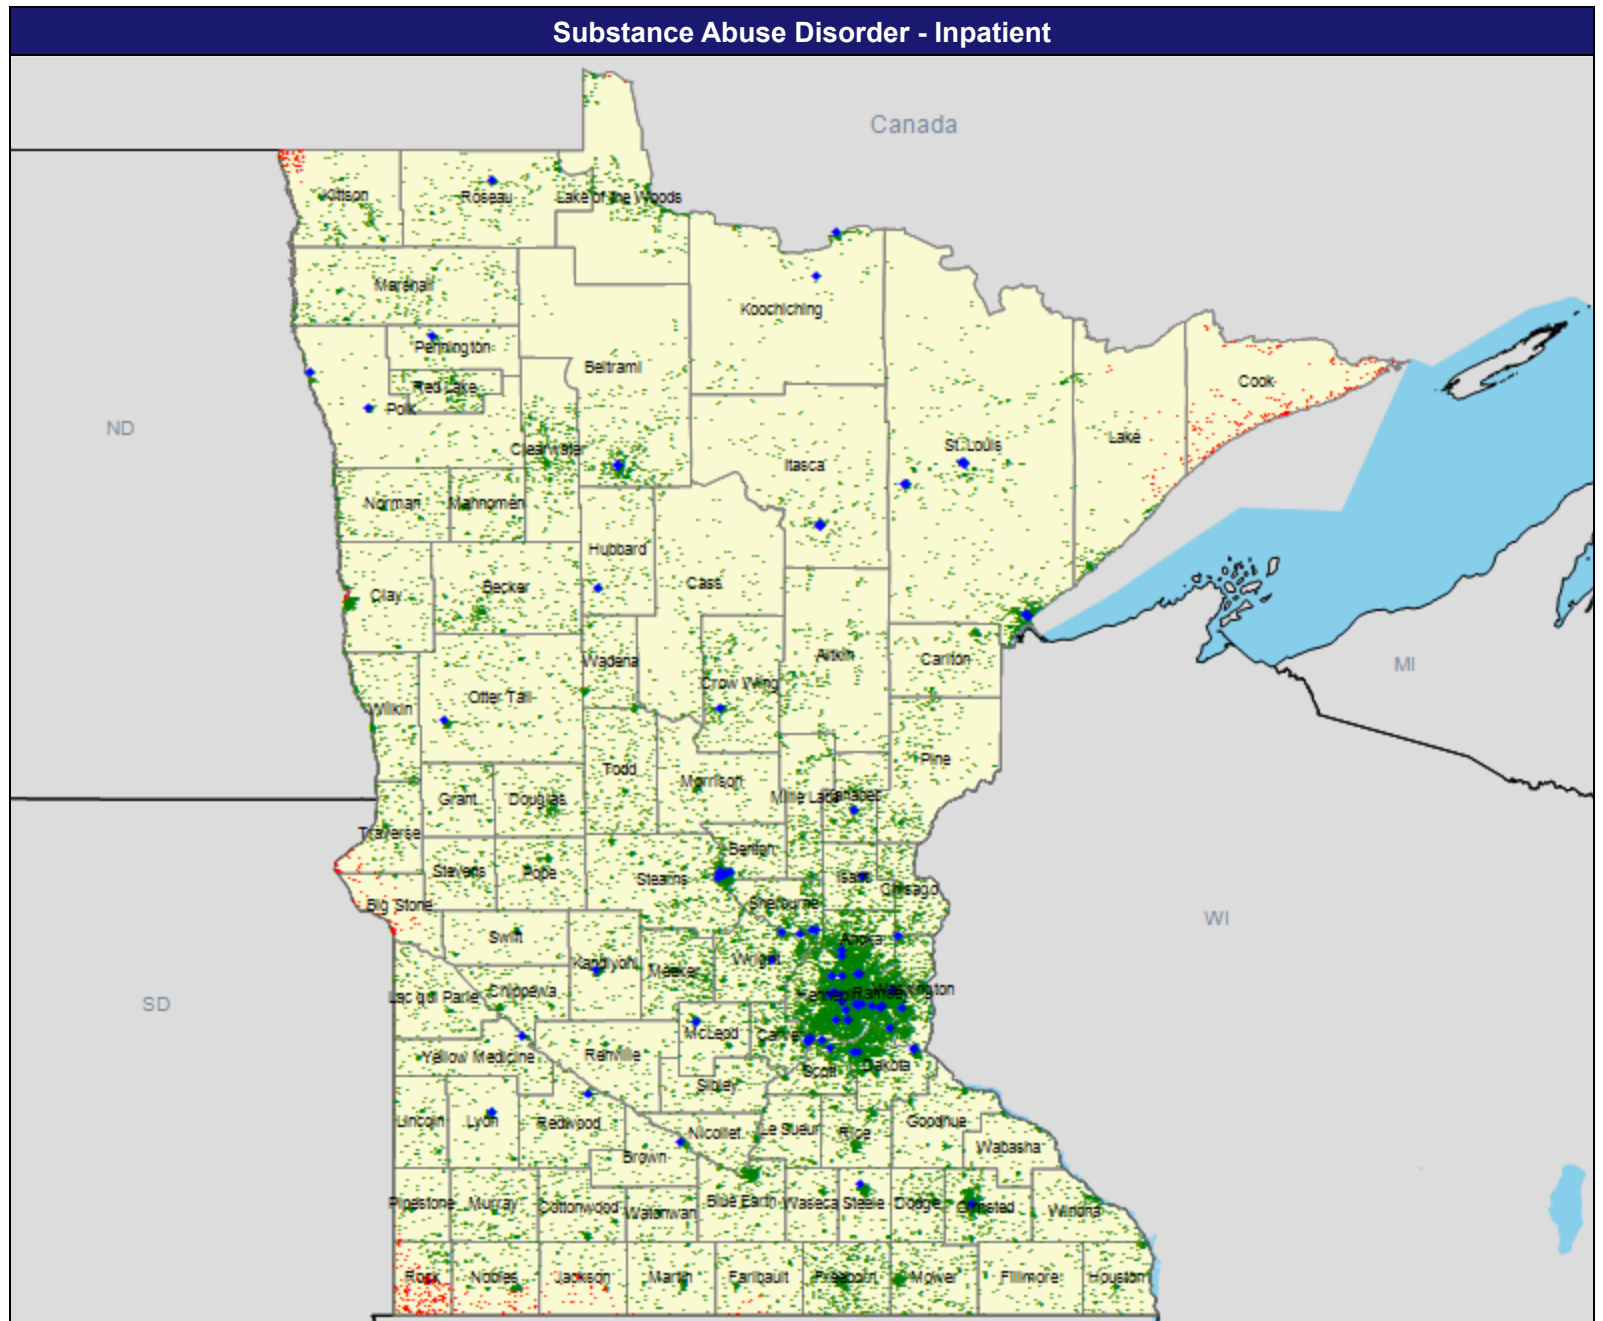 Substance Abuse Disorder - Inpatient
Canada
Kittson
Roseau
Lake of the Woods
Marshall
Koochiching
Pennington
Beltrami
Red Lake
Cook
Polk
ND
Lake
Clearwater
St. Louis
Itasca
Norman
Mahnomen
Hubbard
Cass
Becker
Clay
Wadena
Aitkin
Carlton
MI
Crow Wing
Otter Tail
Wilkin
Pine
Todd
Morrison
Grant
Douglas
Mille Lacs
Kanabec
Traverse
Benton
Stevens
Pope
Stearns
Isanti
Chisago
Big Stone
Sherburne
WI
Swift
Anoka
Kandiyohi
Meeker
Wright
Lac qui Parle
Chippewa
Hennepin
Ramsey
Washington
SD
McLeod
Carver
Yellow Medicine
Renville
Scott
Dakota
Sibley
Lincoln
Lyon
Redwood
Nicollet
Le Sueur
Rice
Goodhue
Wabasha
Brown
Pipestone
Murray
Cottonwood
Watonwan
Blue Earth
Waseca
Steele
Dodge
Olmsted
Winona
Rock
Nobles
Jackson
Martin
Faribault
Freeborn
Mower
Fillmore
Houston